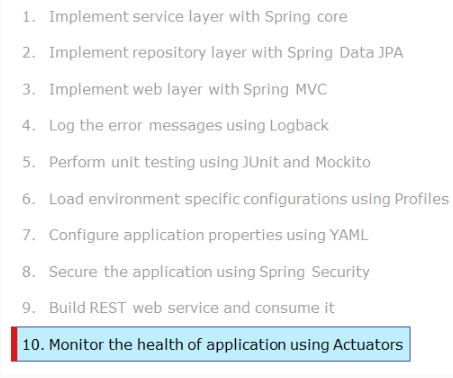 1. Implement service layer with Spring core
2. Implement repository layer with Spring Data JPA
3. Implement web layer with Spring MVC
4. Log the error messages using Logback
5. Perform unit testing using JUnit and Mockito
6. Load environment specific configurations using Profiles
7. Configure application properties using YAML
8. Secure the application using Spring Security
9. Build REST web service and consume it
10. Monitor the health of application using Actuators